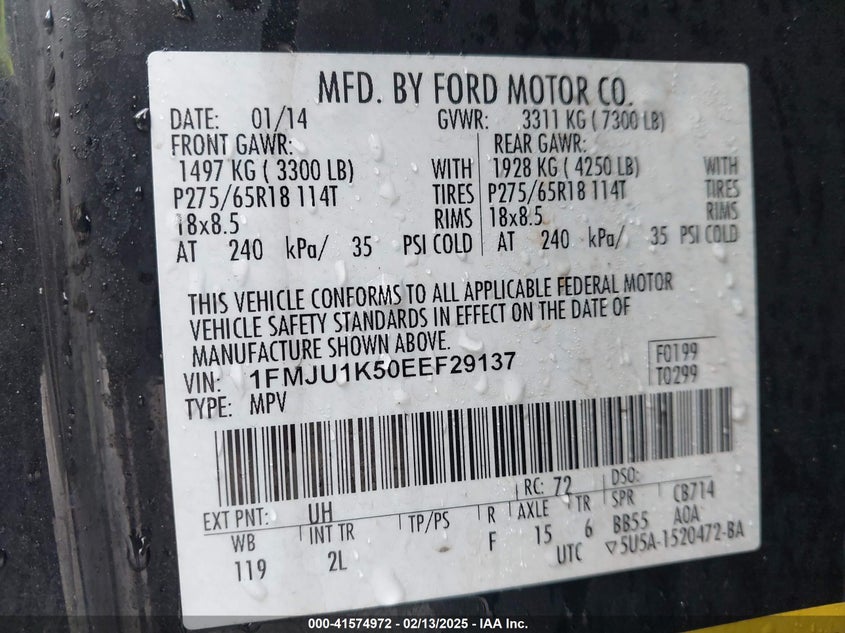 MFD. BY FORD MOTOR CO.
DATE: 01/14 GVWR: 3311 KG ( 7300 LB)
FRONT GAWR: REAR GAWR:
1497 KG ( 3300 LB) WITH 1928 KG ( 4250 LB) WITH
P275/65R18 114T TIRES P275/65R18 114T TIRES
18x8.5 RIMS 18x8.5 RIMS
AT 240 kPa/ 35 PSI COLD AT 240 kPa/ 35 PSI COLD
THIS VEHICLE CONFORMS TO ALL APPLICABLE FEDERAL MOTOR
VEHICLE SAFETY STANDARDS IN EFFECT ON THE DATE OF
MANUFACTURE SHOWN ABOVE.
VIN: 1FMJU1K50EEF29137 F0199
TYPE: MPV T0299
EXT PNT: UH RC: 72 DSO:
WB INT TR TP/PS R AXLE TR SPR CB714
119 2L F 15 6 BB55 A0A
UTC ▽5U5A-1520472-BA
000-41574972 - 02/13/2025 - IAA Inc.